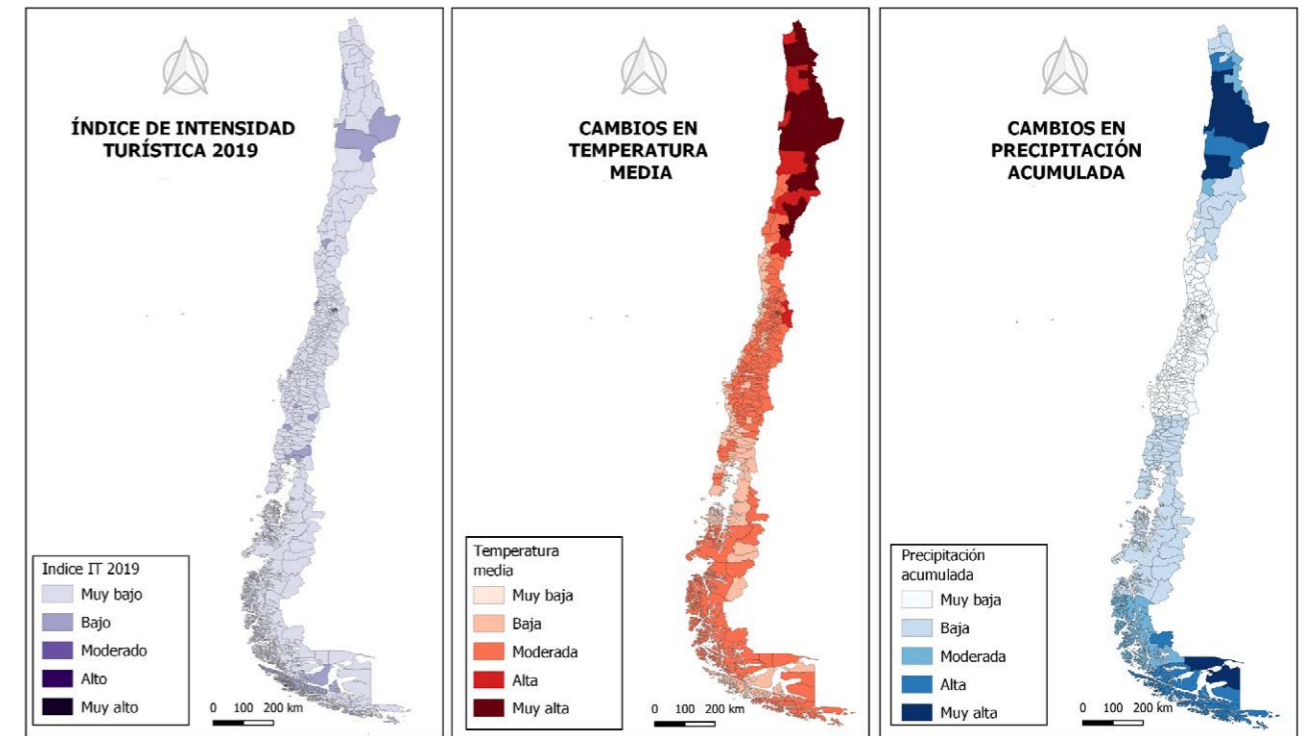 ÍNDICE DE INTENSIDAD
TURÍSTICA 2019
Indice IT 2019
Muy bajo
Bajo
Moderado
Alto
Muy alto
0 100 200 km
CAMBIOS EN
TEMPERATURA
MEDIA
Temperatura
media
Muy baja
Baja
Moderada
Alta
Muy alta
0 100 200 km
CAMBIOS EN
PRECIPITACIÓN
ACUMULADA
Precipitación
acumulada
Muy baja
Baja
Moderada
Alta
Muy alta
0 100 200 km